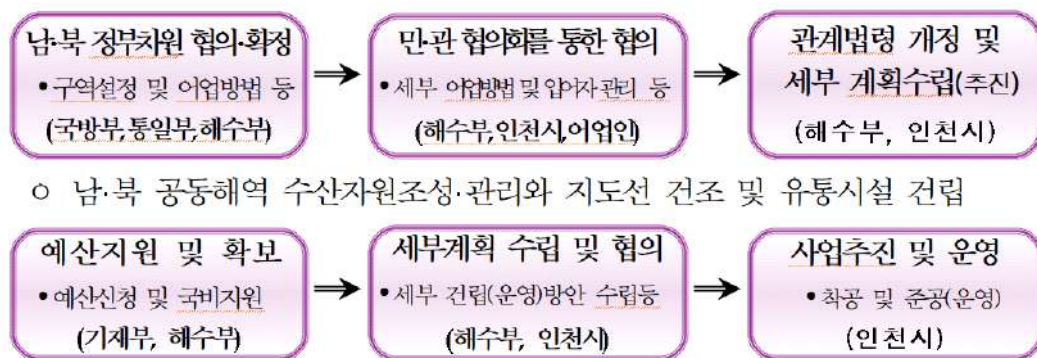 남·북 정부차원 협의·확정
• 구역설정 및 어업방법 등
(국방부,통일부,해수부)
민·관 협의회를 통한 협의
• 세부 어업방법 및 입어자 관리 등
(해수부,인천시,어업인)
관계법령 개정 및
세부 계획수립(추진)
(해수부, 인천시)
ㅇ 남·북 공동해역 수산자원조성·관리와 지도선 건조 및 유통시설 건립
예산지원 및 확보
• 예산신청 및 국비지원
(기재부, 해수부)
세부계획 수립 및 협의
• 세부 건립(운영)방안 수립등
(해수부, 인천시)
사업추진 및 운영
• 착공 및 준공(운영)
(인천시)